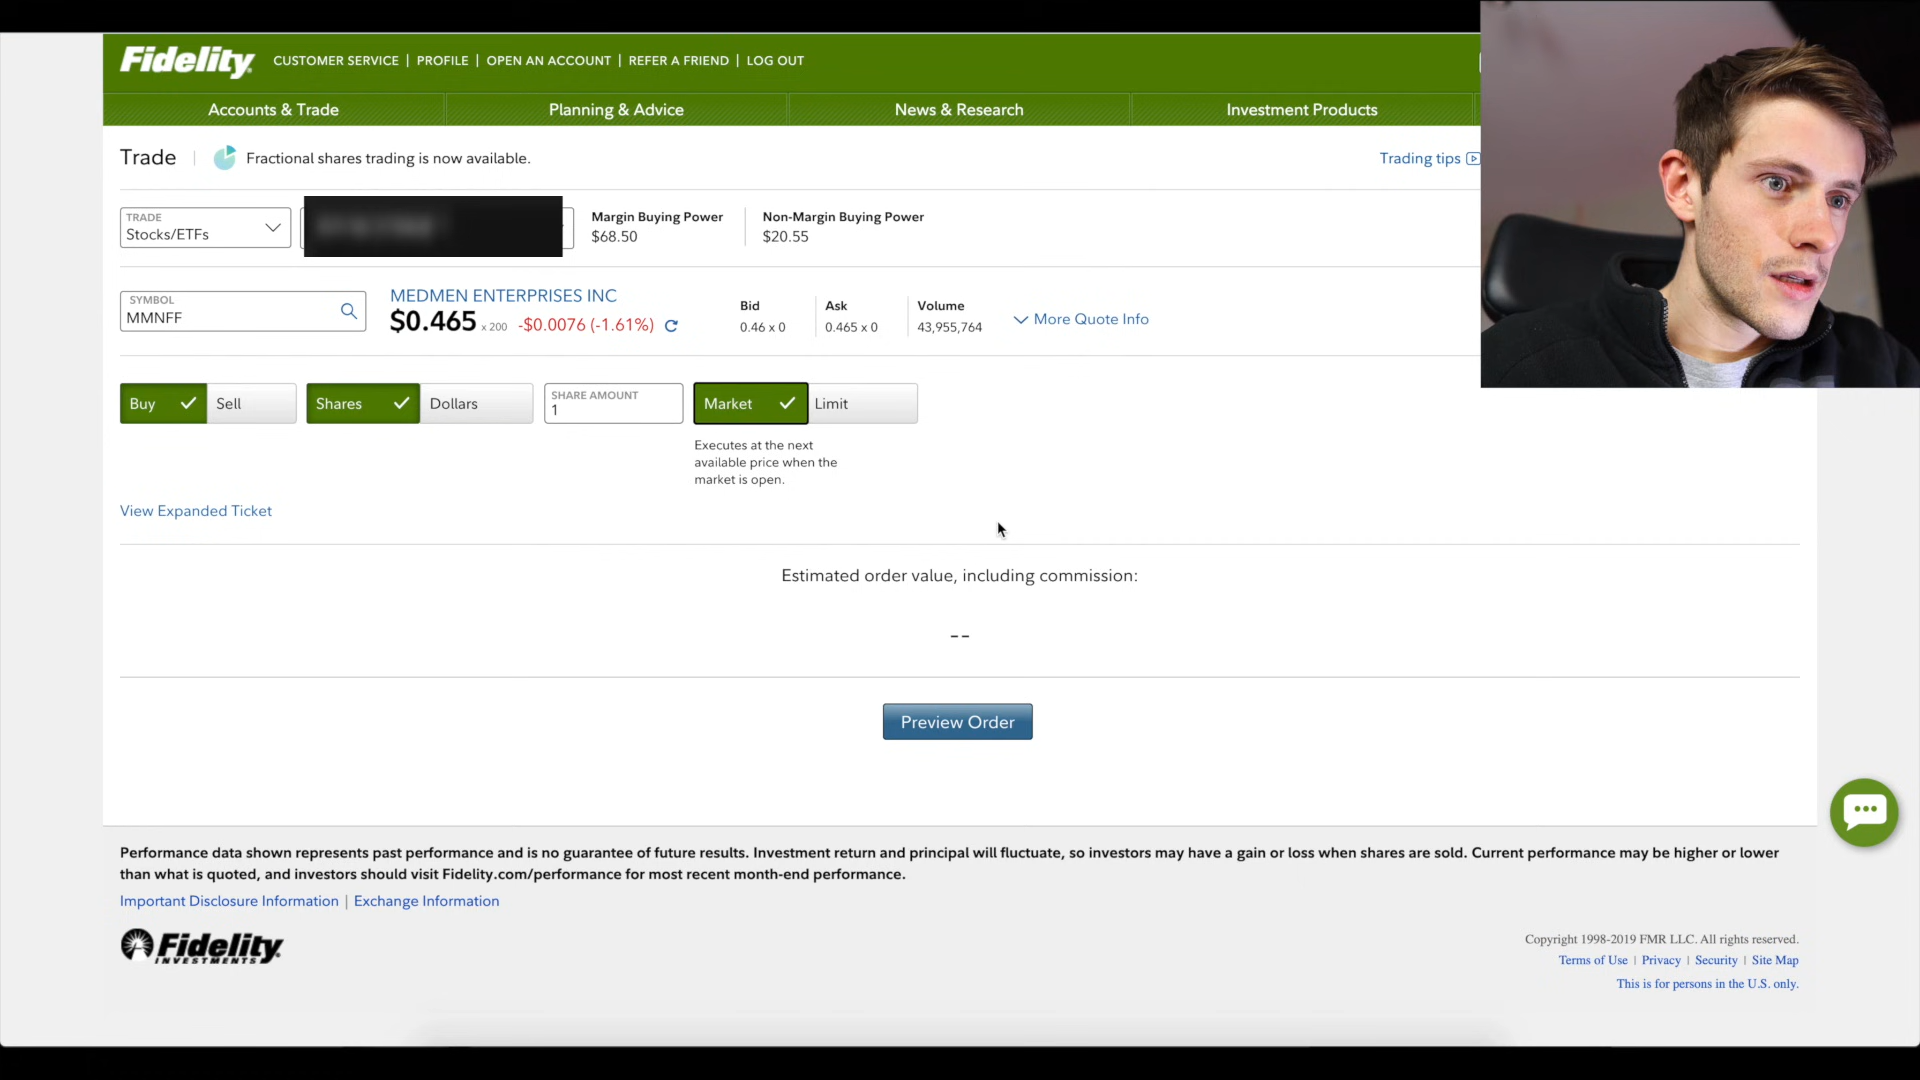 Fidelity
CUSTOMER SERVICE | PROFILE | OPEN AN ACCOUNT | REFER A FRIEND | LOG OUT
Accounts & Trade
Planning & Advice
News & Research
Investment Products
Trade
Fractional shares trading is now available.
Trading tips
TRADE
Stocks/ETFs
Margin Buying Power
$68.50
Non-Margin Buying Power
$20.55
SYMBOL
MMNFF
MEDMEN ENTERPRISES INC
$0.465 x 200 -$0.0076 (-1.61%)
Bid
0.46 x 0
Ask
0.465 x 0
Volume
43,955,764
More Quote Info
Buy
Sell
Shares
Dollars
SHARE AMOUNT
1
Market
Limit
Executes at the next
available price when the
market is open.
View Expanded Ticket
Estimated order value, including commission:
--
Preview Order
Performance data shown represents past performance and is no guarantee of future results. Investment return and principal will fluctuate, so investors may have a gain or loss when shares are sold. Current performance may be higher or lower
than what is quoted, and investors should visit Fidelity.com/performance for most recent month-end performance.
Important Disclosure Information | Exchange Information
Fidelity
INVESTMENTS
Copyright 1998-2019 FMR LLC. All rights reserved.
Terms of Use | Privacy | Security | Site Map
This is for persons in the U.S. only.